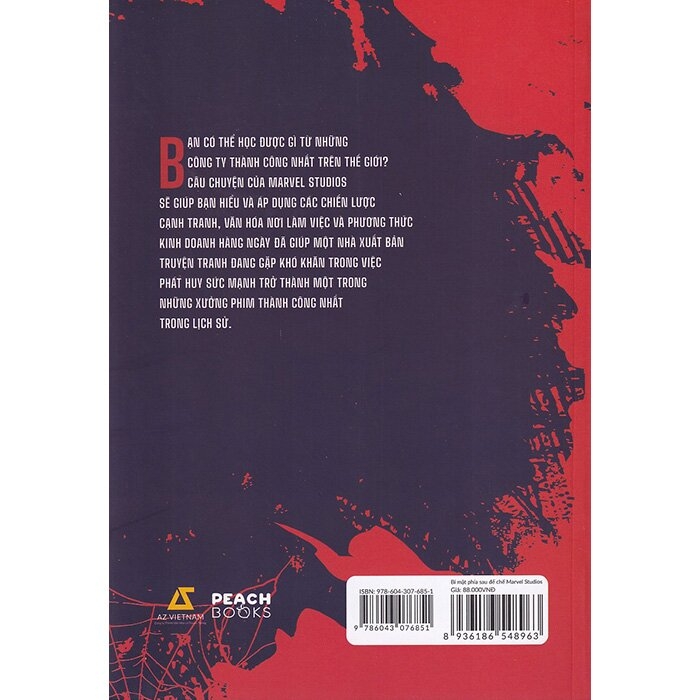 BẠN CÓ THỂ HỌC ĐƯỢC GÌ TỪ NHỮNG
CÔNG TY THÀNH CÔNG NHẤT TRÊN THẾ GIỚI?
CÂU CHUYỆN CỦA MARVEL STUDIOS
SẼ GIÚP BẠN HIỂU VÀ ÁP DỤNG CÁC CHIẾN LƯỢC
CẠNH TRANH, VĂN HÓA NƠI LÀM VIỆC VÀ PHƯƠNG THỨC
KINH DOANH HÀNG NGÀY ĐÃ GIÚP MỘT NHÀ XUẤT BẢN
TRUYỆN TRANH ĐANG GẶP KHÓ KHĂN TRONG VIỆC
PHÁT HUY SỨC MẠNH TRỞ THÀNH MỘT TRONG
NHỮNG XƯỞNG PHIM THÀNH CÔNG NHẤT
TRONG LỊCH SỬ.
AZ VIETNAM
PEACH
BOOKS
ISBN: 978-604-307-685-1
9 786043 076851
Bí mật phía sau đế chế Marvel Studios
Giá: 88.000VNĐ
8 936186 548963